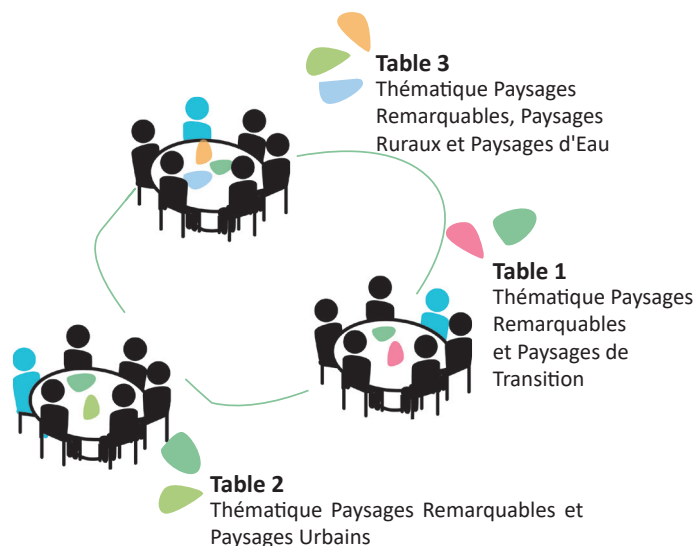 Table 3
Thématique Paysages
Remarquables, Paysages
Ruraux et Paysages d'Eau
Table 1
Thématique Paysages
Remarquables
et Paysages de
Transition
Table 2
Thématique Paysages Remarquables et
Paysages Urbains